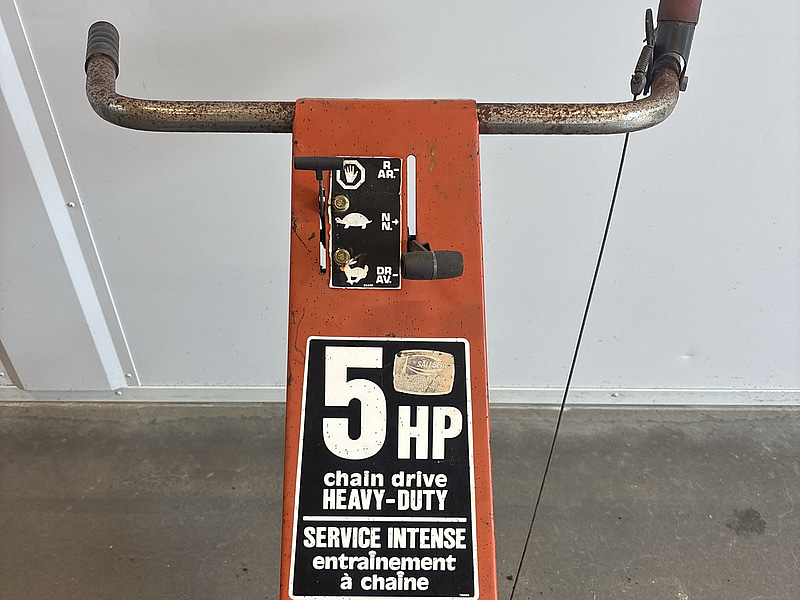 R
AR.
N
N.
DR
AV.
5 HP
chain drive
HEAVY-DUTY
SERVICE INTENSE
entraînement
à chaîne